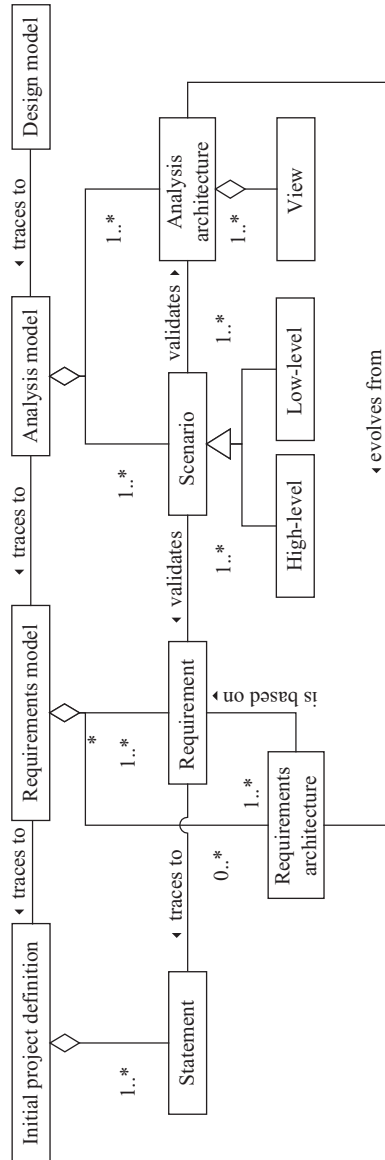 Initial project definition
◂ traces to
Requirements model
◂ traces to
Analysis model
◂ traces to
Design model
1..*
*
1..*
1..*
1..*
Statement
◂ traces to
0..*
Requirement
◂ validates
1..*
Scenario
validates ▸
1..*
Analysis
architecture
1..*
is based on ▸
1..*
Requirements
architecture
High-level
Low-level
View
◂ evolves from